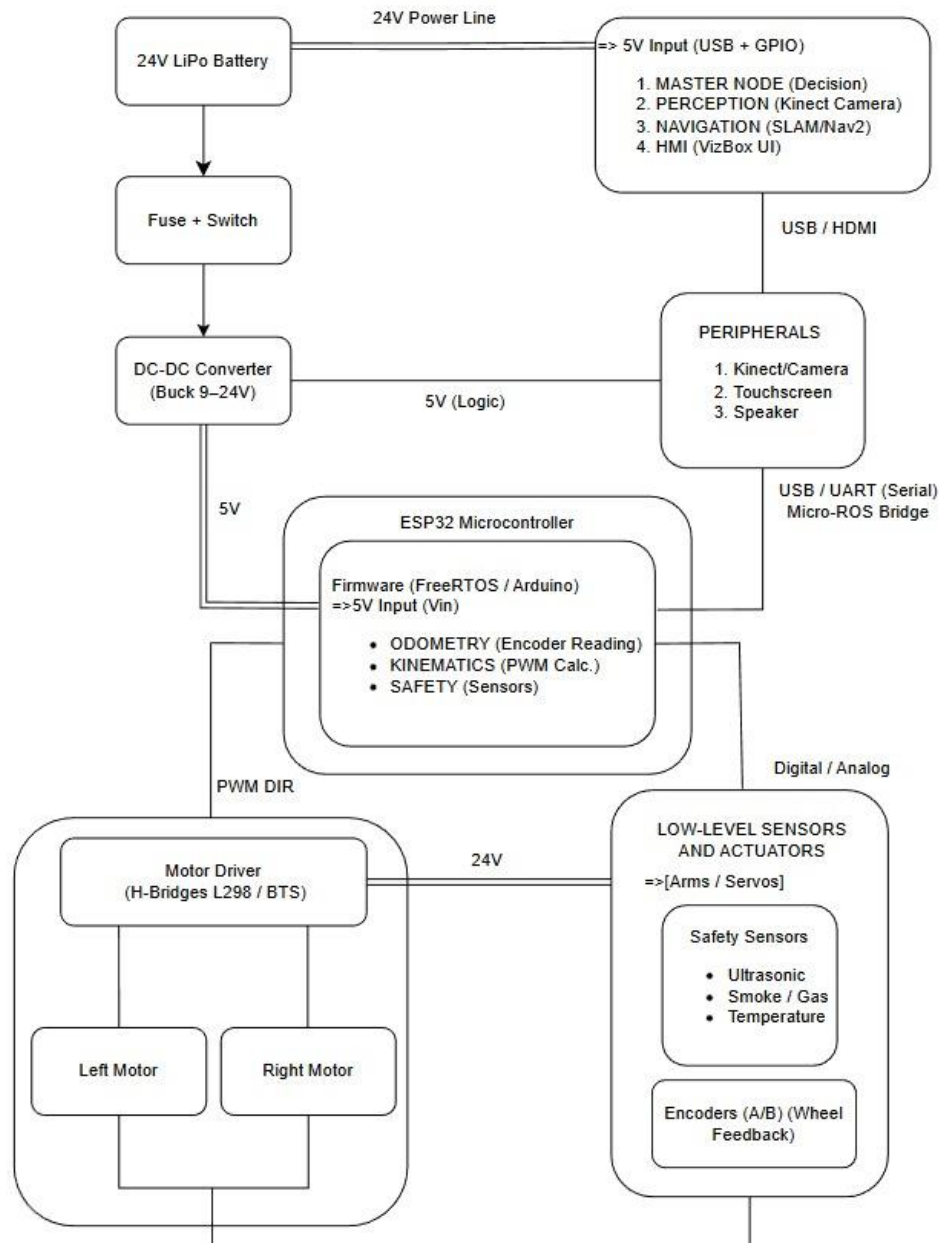 24V Power Line
24V LiPo Battery
=> 5V Input (USB + GPIO)
1. MASTER NODE (Decision)
2. PERCEPTION (Kinect Camera)
3. NAVIGATION (SLAM/Nav2)
4. HMI (VizBox UI)
Fuse + Switch
USB / HDMI
DC-DC Converter
(Buck 9–24V)
5V (Logic)
PERIPHERALS
1. Kinect/Camera
2. Touchscreen
3. Speaker
5V
USB / UART (Serial)
Micro-ROS Bridge
ESP32 Microcontroller
Firmware (FreeRTOS / Arduino)
=>5V Input (Vin)
• ODOMETRY (Encoder Reading)
• KINEMATICS (PWM Calc.)
• SAFETY (Sensors)
PWM DIR
Digital / Analog
Motor Driver
(H-Bridges L298 / BTS)
24V
LOW-LEVEL SENSORS
AND ACTUATORS
=>[Arms / Servos]
Safety Sensors
• Ultrasonic
• Smoke / Gas
• Temperature
Left Motor
Right Motor
Encoders (A/B) (Wheel
Feedback)